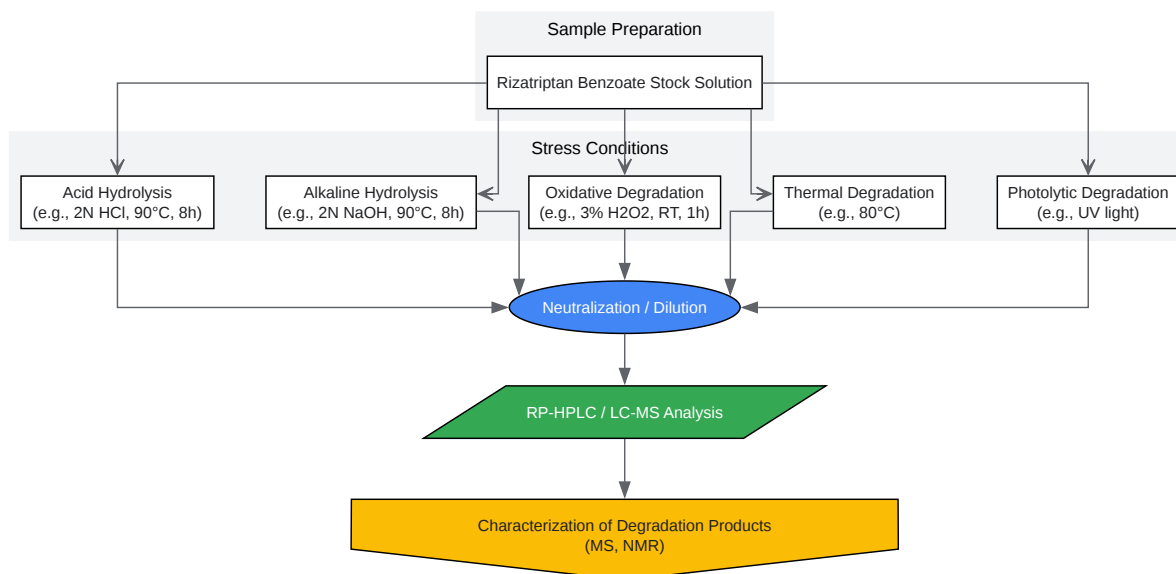 Sample Preparation
Rizatriptan Benzoate Stock Solution
Stress Conditions
Acid Hydrolysis
(e.g., 2N HCl, 90°C, 8h)
Alkaline Hydrolysis
(e.g., 2N NaOH, 90°C, 8h)
Oxidative Degradation
(e.g., 3% H2O2, RT, 1h)
Thermal Degradation
(e.g., 80°C)
Photolytic Degradation
(e.g., UV light)
Neutralization / Dilution
RP-HPLC / LC-MS Analysis
Characterization of Degradation Products
(MS, NMR)